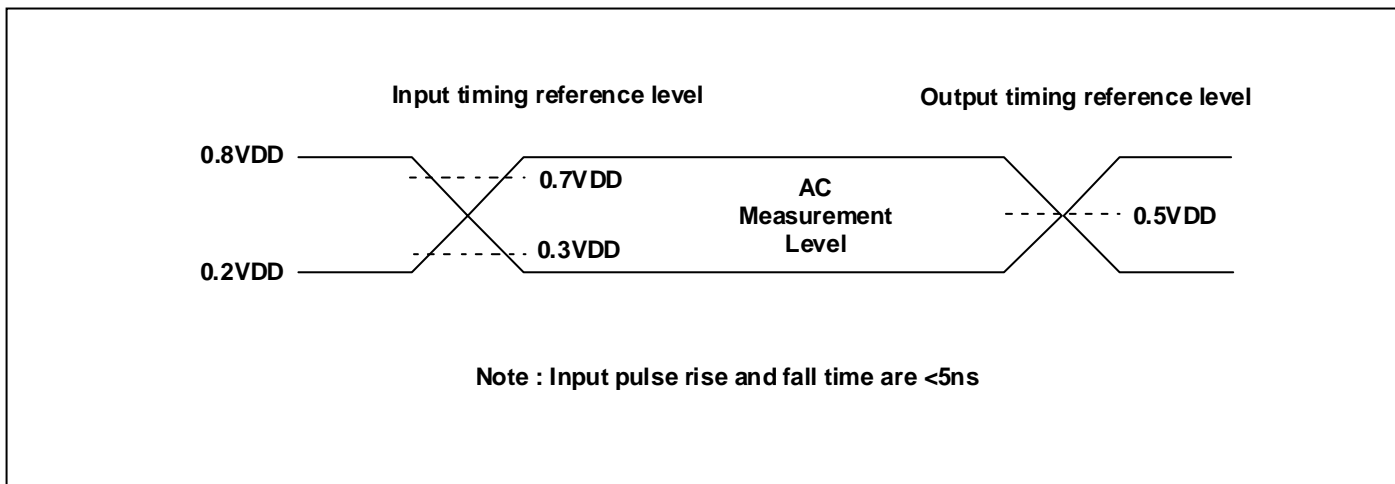 Input timing reference level
Output timing reference level
0.8VDD
0.7VDD
AC
Measurement
Level
0.5VDD
0.3VDD
0.2VDD
Note : Input pulse rise and fall time are <5ns